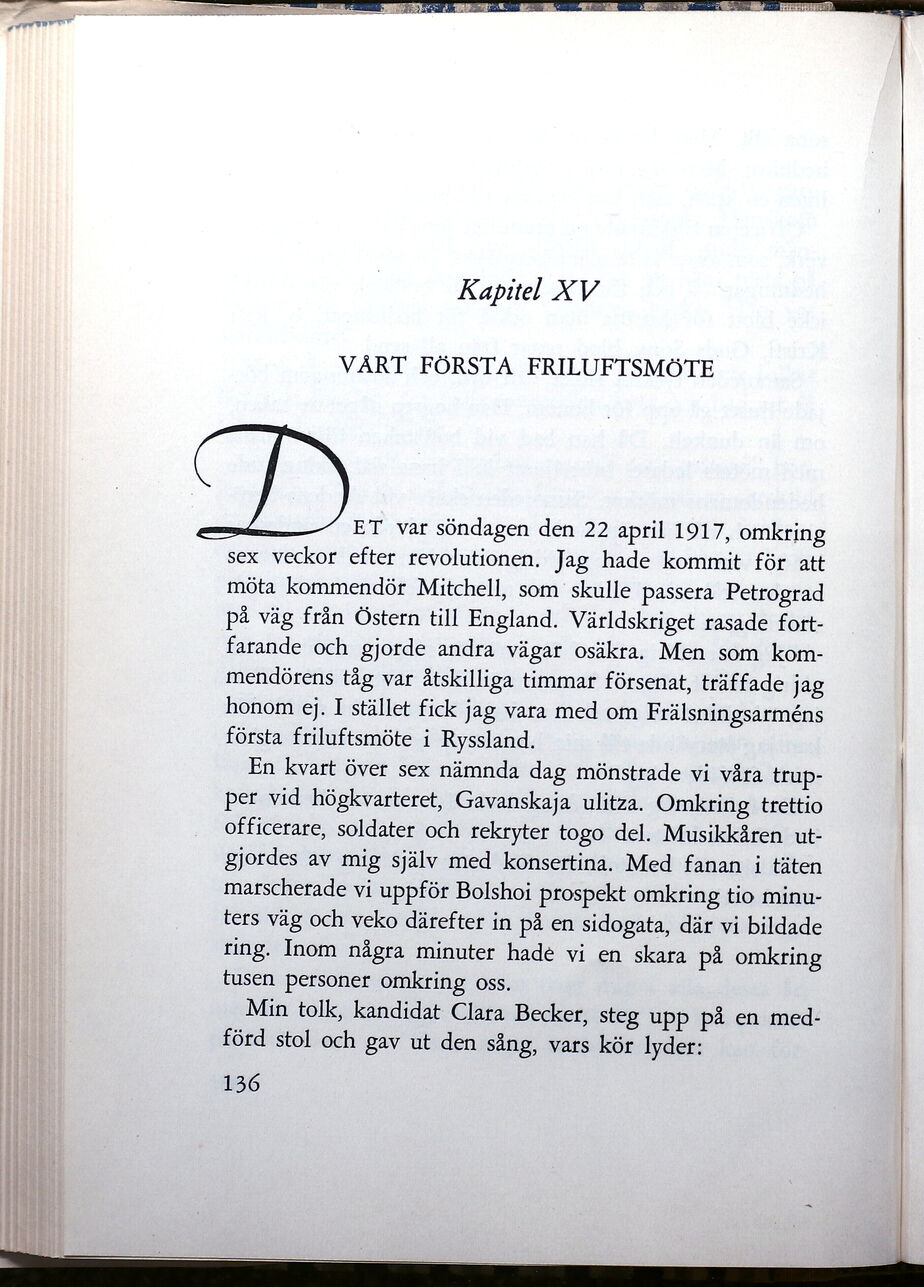 Kapitel XV
VÅRT FÖRSTA FRILUFTSMÖTE
DET var söndagen den 22 april 1917, omkring
sex veckor efter revolutionen. Jag hade kommit för att
möta kommendör Mitchell, som skulle passera Petrograd
på väg från Östern till England. Världskriget rasade fort-
farande och gjorde andra vägar osäkra. Men som kom-
mendörens tåg var åtskilliga timmar försenat, träffade jag
honom ej. I stället fick jag vara med om Frälsningsarméns
första friluftsmöte i Ryssland.
En kvart över sex nämnda dag mönstrade vi våra trup-
per vid högkvarteret, Gavanskaja ulitza. Omkring trettio
officerare, soldater och rekryter togo del. Musikkåren ut-
gjordes av mig själv med konsertina. Med fanan i täten
marscherade vi uppför Bolshoi prospekt omkring tio minu-
ters väg och veko därefter in på en sidogata, där vi bildade
ring. Inom några minuter hade vi en skara på omkring
tusen personer omkring oss.
Min tolk, kandidat Clara Becker, steg upp på en med-
förd stol och gav ut den sång, vars kör lyder:
136